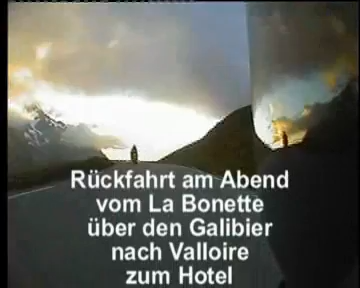 Rückfahrt am Abend
vom La Bonette
über den Galibier
nach Valloire
zum Hotel